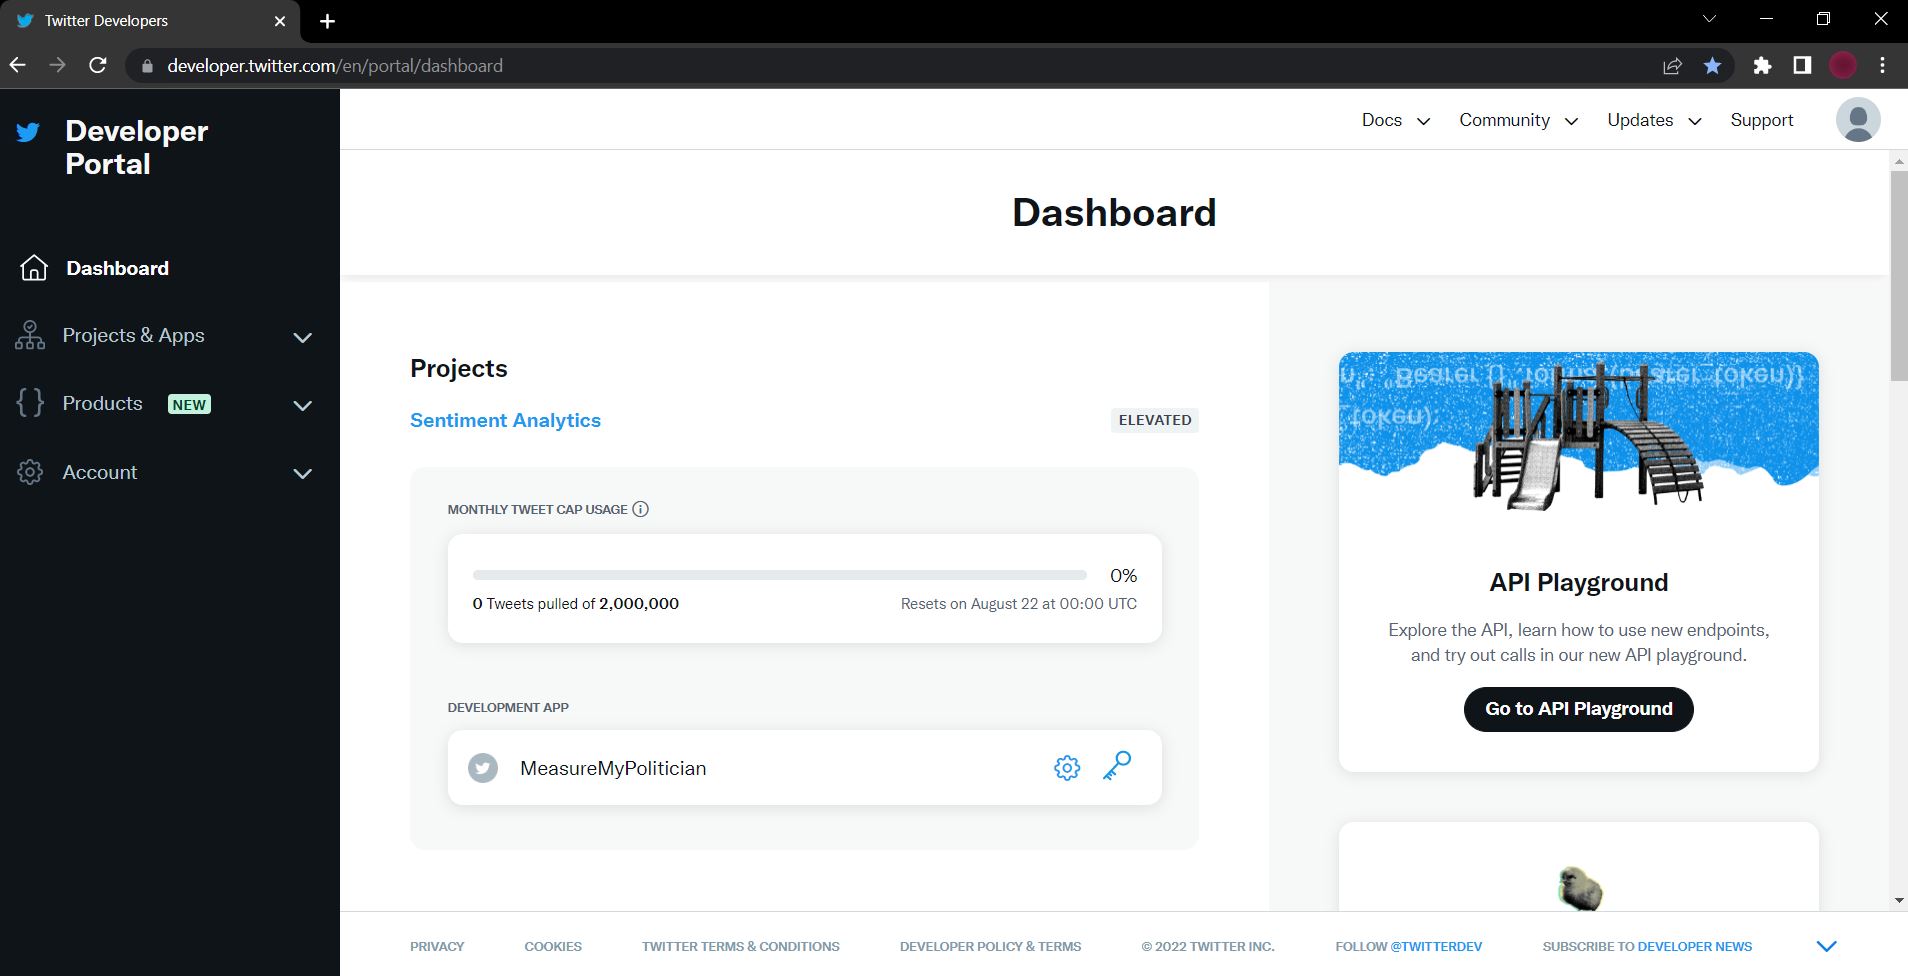 Twitter Developers
developer.twitter.com/en/portal/dashboard
Developer
Portal
Dashboard
Projects & Apps
Products NEW
Account
Docs Community Updates Support
Dashboard
Projects
Sentiment Analytics ELEVATED
MONTHLY TWEET CAP USAGE
0%
0 Tweets pulled of 2,000,000 Resets on August 22 at 00:00 UTC
DEVELOPMENT APP
MeasureMyPolitician
API Playground
Explore the API, learn how to use new endpoints,
and try out calls in our new API playground.
Go to API Playground
PRIVACY COOKIES TWITTER TERMS & CONDITIONS DEVELOPER POLICY & TERMS © 2022 TWITTER INC. FOLLOW @TWITTERDEV SUBSCRIBE TO DEVELOPER NEWS